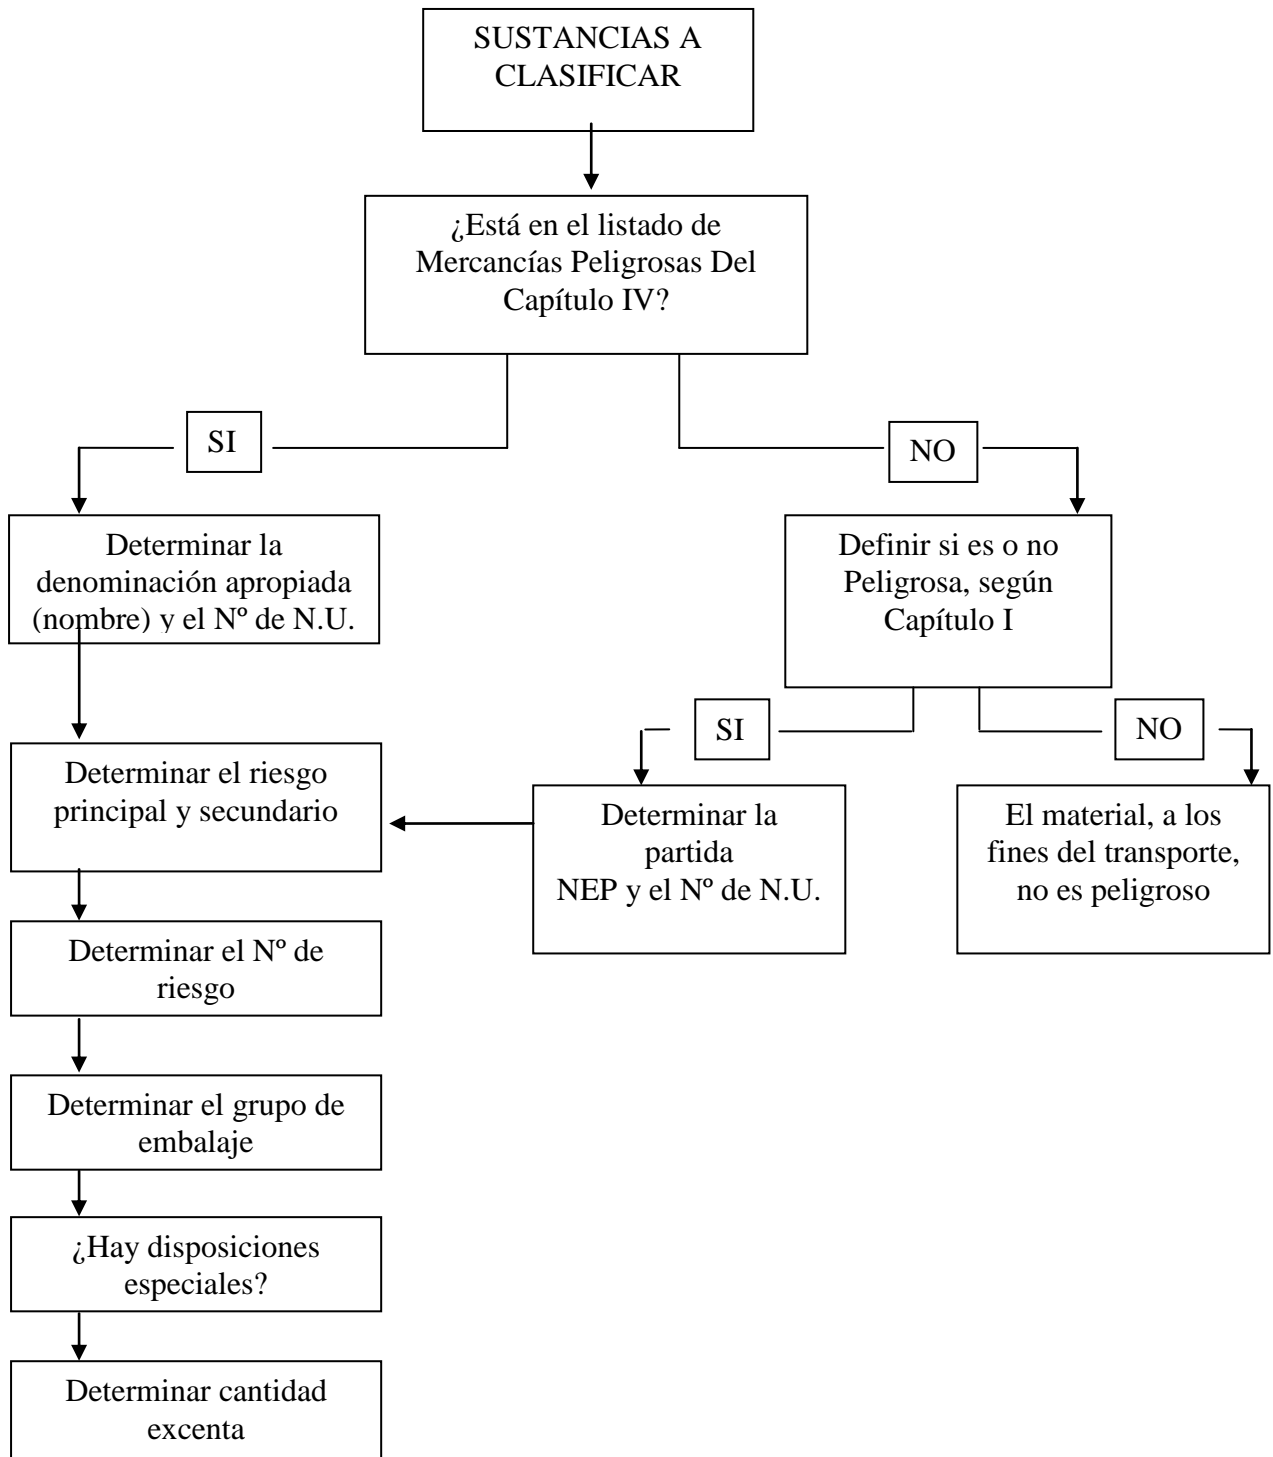 SUSTANCIAS A
CLASIFICAR
¿Está en el listado de
Mercancías Peligrosas Del
Capítulo IV?
SI
NO
Determinar la
denominación apropiada
(nombre) y el Nº de N.U.
Definir si es o no
Peligrosa, según
Capítulo I
SI
NO
Determinar el riesgo
principal y secundario
Determinar la
partida
NEP y el Nº de N.U.
El material, a los
fines del transporte,
no es peligroso
Determinar el Nº de
riesgo
Determinar el grupo de
embalaje
¿Hay disposiciones
especiales?
Determinar cantidad
excenta